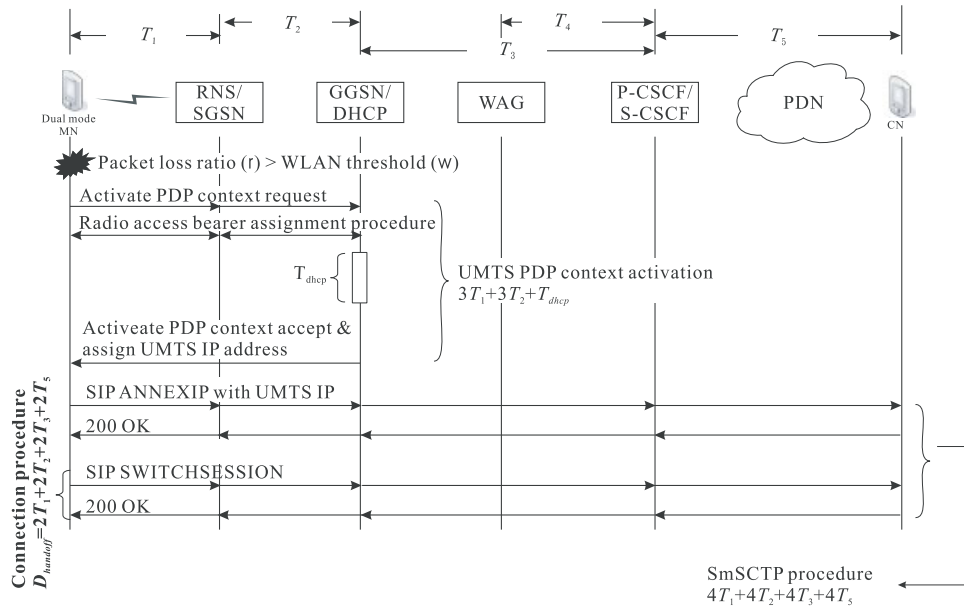 T1
T2
T3
T4
T5
Dual mode
MN
RNS/
SGSN
GGSN/
DHCP
WAG
P-CSCF/
S-CSCF
PDN
CN
Packet loss ratio (r) > WLAN threshold (w)
Activate PDP context request
Radio access bearer assignment procedure
Tdhcp
UMTS PDP context activation
3T1+3T2+Tdhcp
Activeate PDP context accept &
assign UMTS IP address
SIP ANNEXIP with UMTS IP
200 OK
SIP SWITCHSESSION
200 OK
Connection procedure
Dhandoff=2T1+2T2+2T3+2T5
SmSCTP procedure
4T1+4T2+4T3+4T5